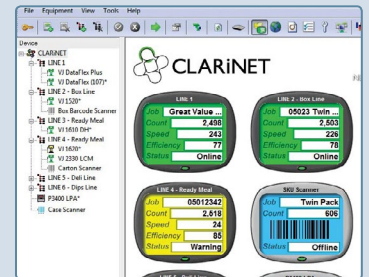 File Equipment View Tools Help
Device
CLARINET
LINE 1
VJ DataFlex Plus
VJ DataFlex (107)*
LINE 2 - Box Line
VJ 1520*
Box Barcode Scanner
LINE 3 - Ready Meal
VJ 1610 DH*
LINE 4 - Ready Meal
VJ 1620*
VJ 2330 LCM
Carton Scanner
LINE 5 - Deli Line
LINE 6 - Dips Line
P3400 LPA*
Case Scanner
CLARiNET
LINE 1
Job Great Value ...
Count 2,498
Speed 243
Efficiency 77
Status Online
LINE 2 - Box Line
Job 05023 Twin ...
Count 2,503
Speed 226
Efficiency 78
Status Online
LINE 4 - Ready Meal
Job 05012342
Count 2,618
Speed 24
Efficiency 85
Status Warning
SKU Scanner
Job Twin Pack
Count 606
Status Offline